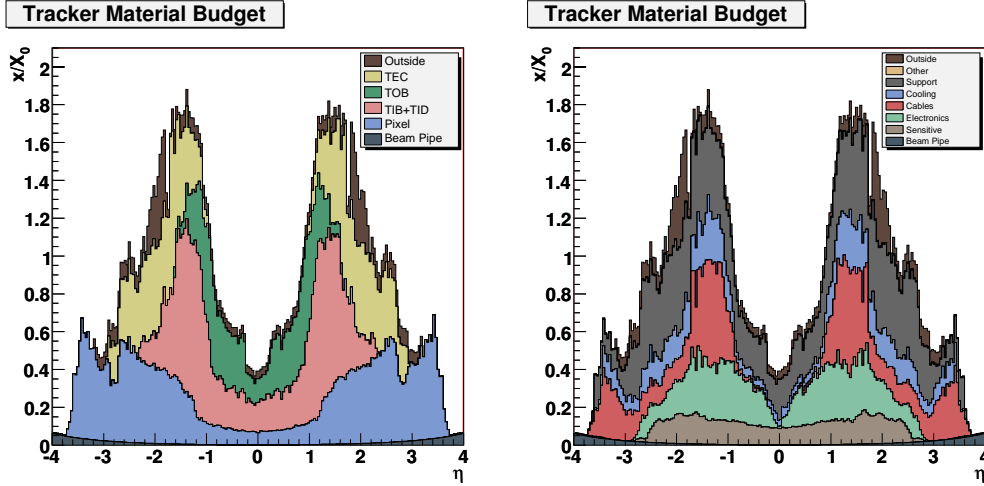 Tracker Material Budget
x/X0
2
1.8
1.6
1.4
1.2
1
0.8
0.6
0.4
0.2
0
Outside
TEC
TOB
TIB+TID
Pixel
Beam Pipe
-4 -3 -2 -1 0 1 2 3 4
η
Tracker Material Budget
x/X0
2
1.8
1.6
1.4
1.2
1
0.8
0.6
0.4
0.2
0
Outside
Other
Support
Cooling
Cables
Electronics
Sensitive
Beam Pipe
-4 -3 -2 -1 0 1 2 3 4
η